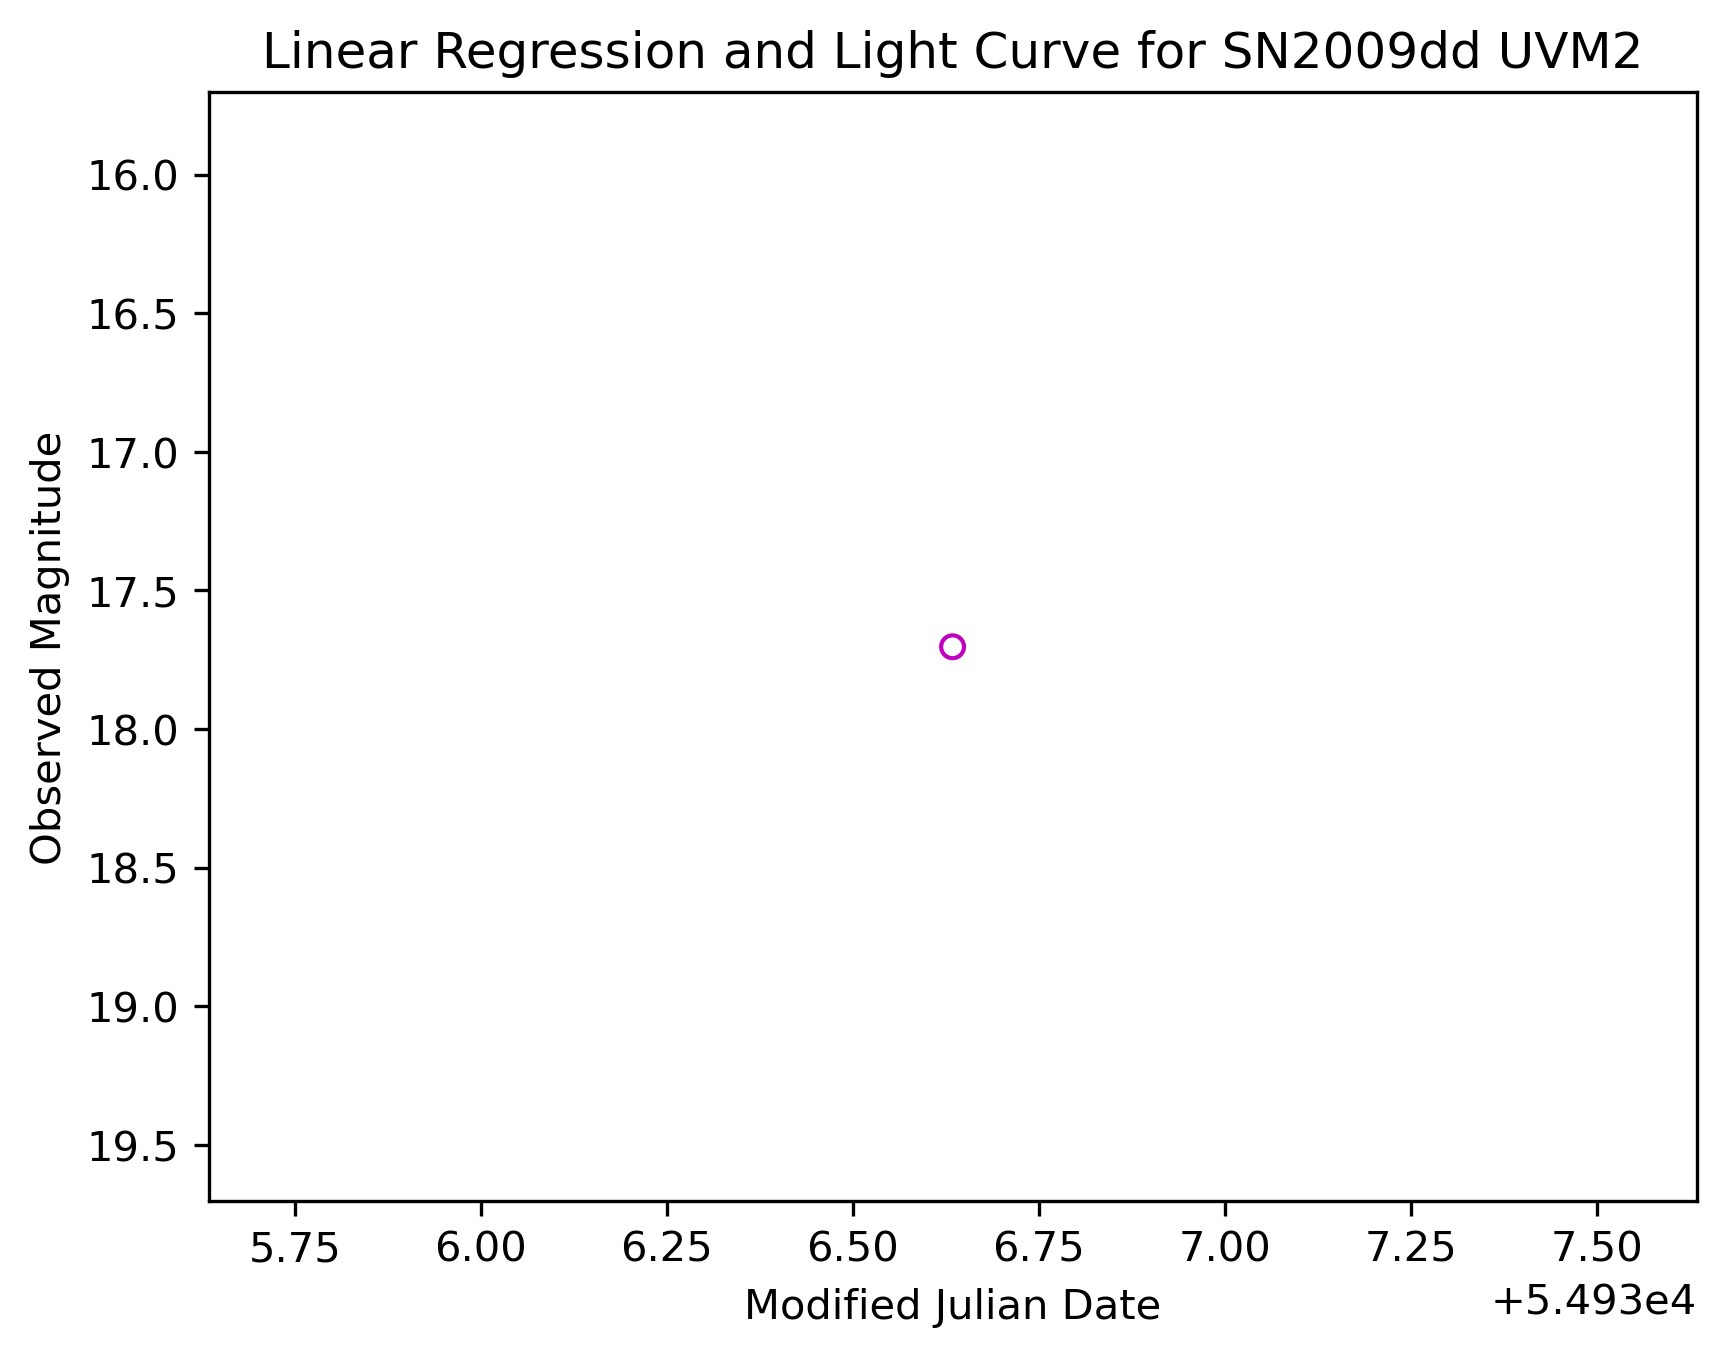 Linear Regression and Light Curve for SN2009dd UVM2
Observed Magnitude
16.0
16.5
17.0
17.5
18.0
18.5
19.0
19.5
5.75 6.00 6.25 6.50 6.75 7.00 7.25 7.50
Modified Julian Date
+5.493e4